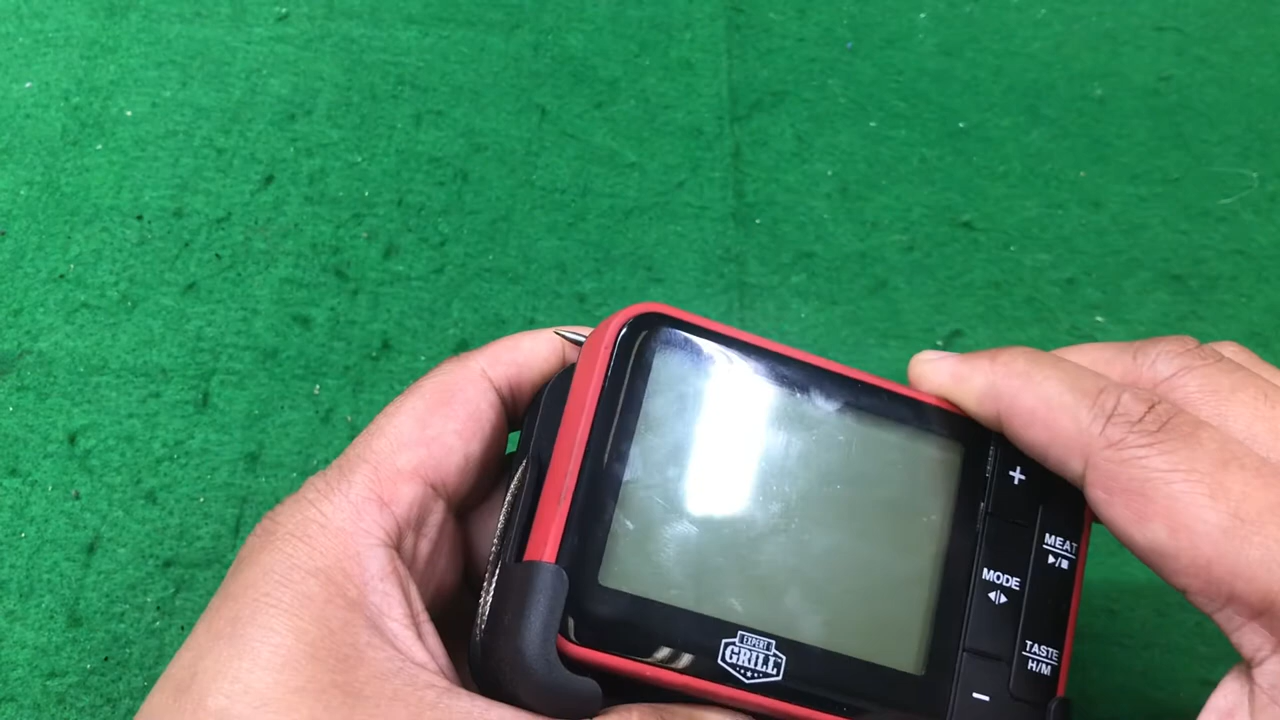 +
MEAT
▶/■
MODE
◀|▶
TASTE
H/M
−
EXPERT
GRILL